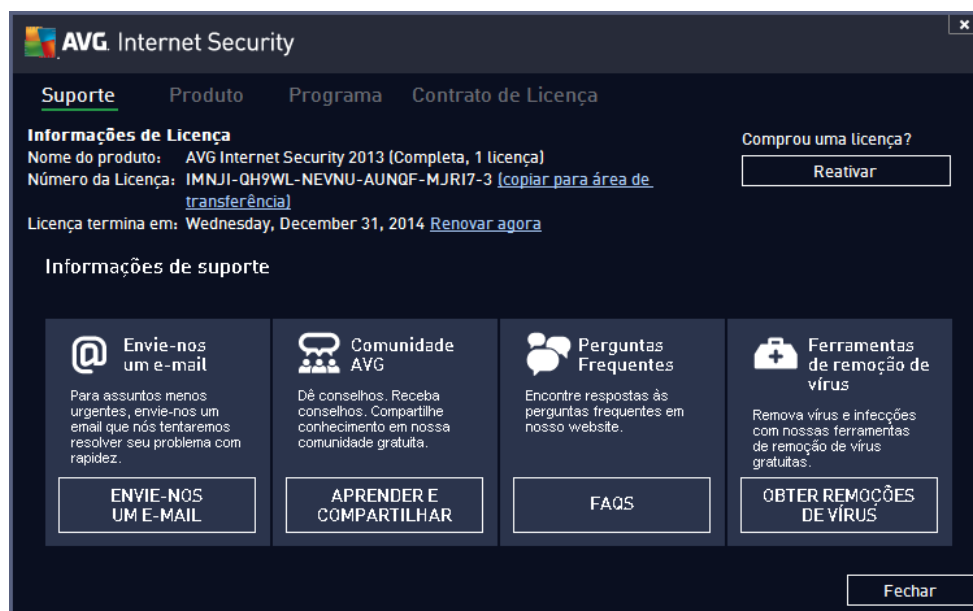 AVG. Internet Security
Suporte Produto Programa Contrato de Licença
Informações de Licença
Nome do produto: AVG Internet Security 2013 (Completa, 1 licença)
Número da Licença: IMNJI-QH9WL-NEVNU-AUNQF-MJRI7-3 (copiar para área de
transferência)
Licença termina em: Wednesday, December 31, 2014 Renovar agora
Comprou uma licença?
Reativar
Informações de suporte
Envie-nos
um e-mail
Para assuntos menos
urgentes, envie-nos um
email que nós tentaremos
resolver seu problema com
rapidez.
ENVIE-NOS
UM E-MAIL
Comunidade
AVG
Dê conselhos. Receba
conselhos. Compartilhe
conhecimento em nossa
comunidade gratuita.
APRENDER E
COMPARTILHAR
Perguntas
Frequentes
Encontre respostas às
perguntas frequentes em
nosso website.
FAQS
Ferramentas
de remoção de
vírus
Remova vírus e infecções
com nossas ferramentas
de remoção de vírus
gratuitas.
OBTER REMOÇÕES
DE VÍRUS
Fechar